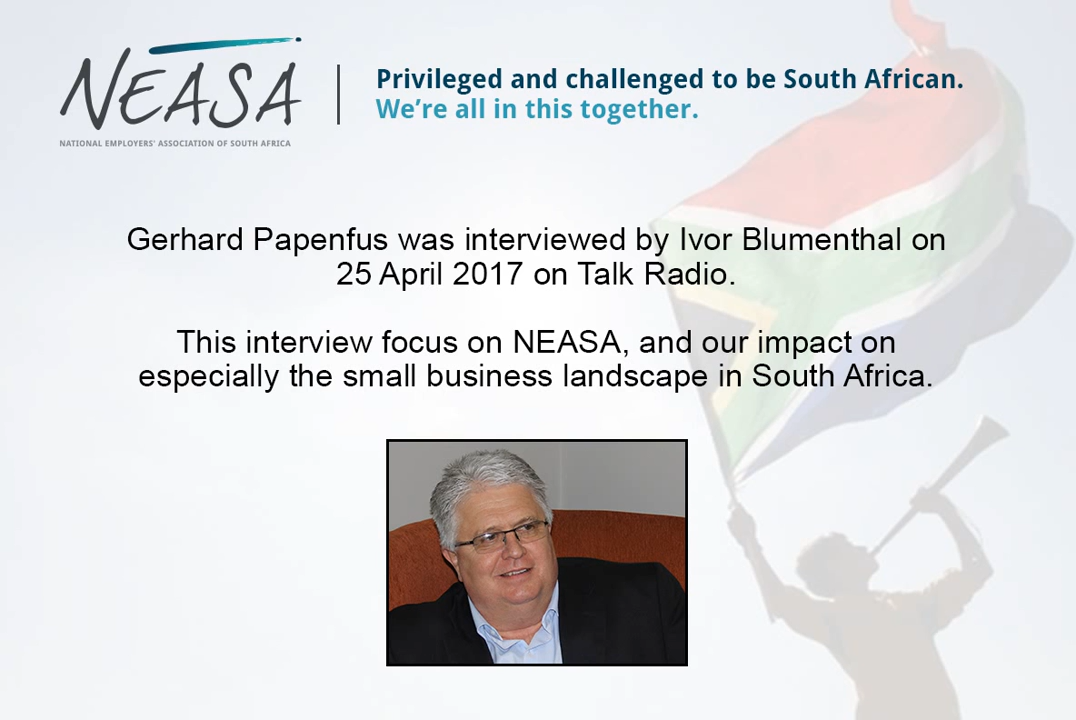 NEASA
NATIONAL EMPLOYERS' ASSOCIATION OF SOUTH AFRICA
Privileged and challenged to be South African.
We're all in this together.
Gerhard Papenfus was interviewed by Ivor Blumenthal on
25 April 2017 on Talk Radio.
This interview focus on NEASA, and our impact on
especially the small business landscape in South Africa.